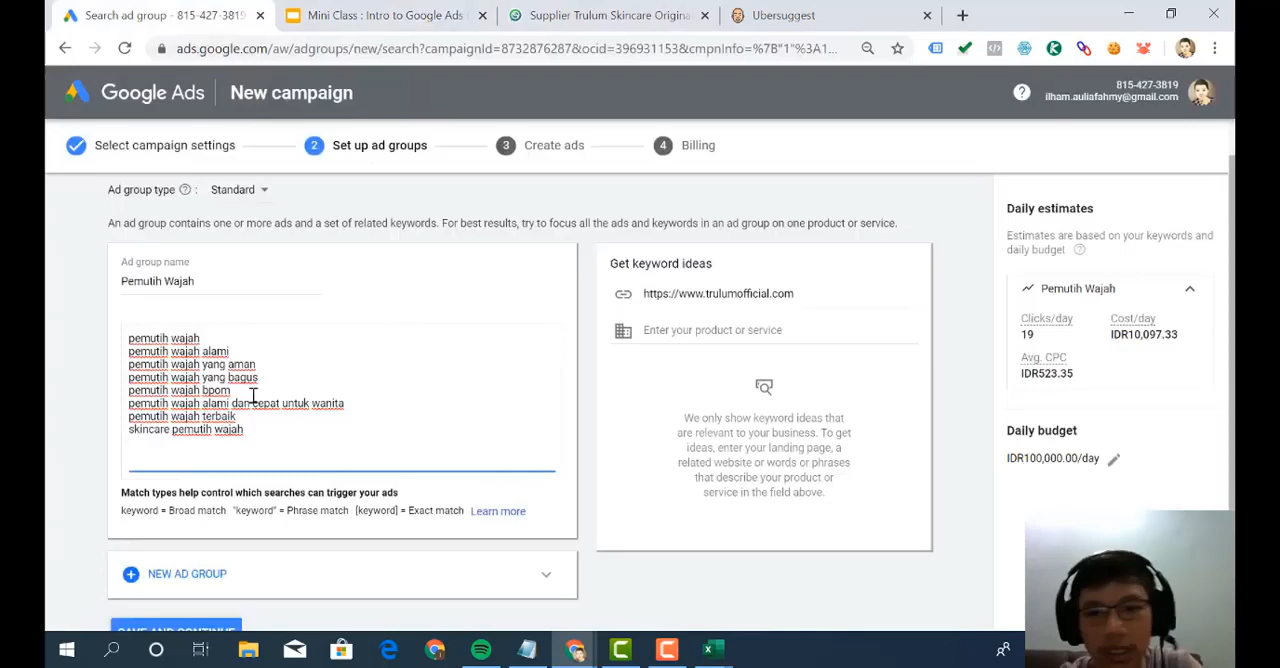 Search ad group - 815-427-3819
Mini Class : Intro to Google Ads
Supplier Trulum Skincare Origina
Ubersuggest
ads.google.com/aw/adgroups/new/search?campaignId=8732876287&ocid=396931153&cmpnInfo=%7B"1"%3A1...
Google Ads
New campaign
815-427-3819
ilham.auliafahmy@gmail.com
Select campaign settings
2 Set up ad groups
3 Create ads
4 Billing
Ad group type : Standard
An ad group contains one or more ads and a set of related keywords. For best results, try to focus all the ads and keywords in an ad group on one product or service.
Ad group name
Pemutih Wajah
pemutih wajah
pemutih wajah alami
pemutih wajah yang aman
pemutih wajah yang bagus
pemutih wajah bpom
pemutih wajah alami dan cepat untuk wanita
pemutih wajah terbaik
skincare pemutih wajah
Match types help control which searches can trigger your ads
keyword = Broad match "keyword" = Phrase match [keyword] = Exact match Learn more
NEW AD GROUP
SAVE AND CONTINUE
Get keyword ideas
https://www.trulumofficial.com
Enter your product or service
We only show keyword ideas that
are relevant to your business. To get
ideas, enter your landing page, a
related website or words or phrases
that describe your product or
service in the field above.
Daily estimates
Estimates are based on your keywords and
daily budget
Pemutih Wajah
Clicks/day
19
Cost/day
IDR10,097.33
Avg. CPC
IDR523.35
Daily budget
IDR100,000.00/day